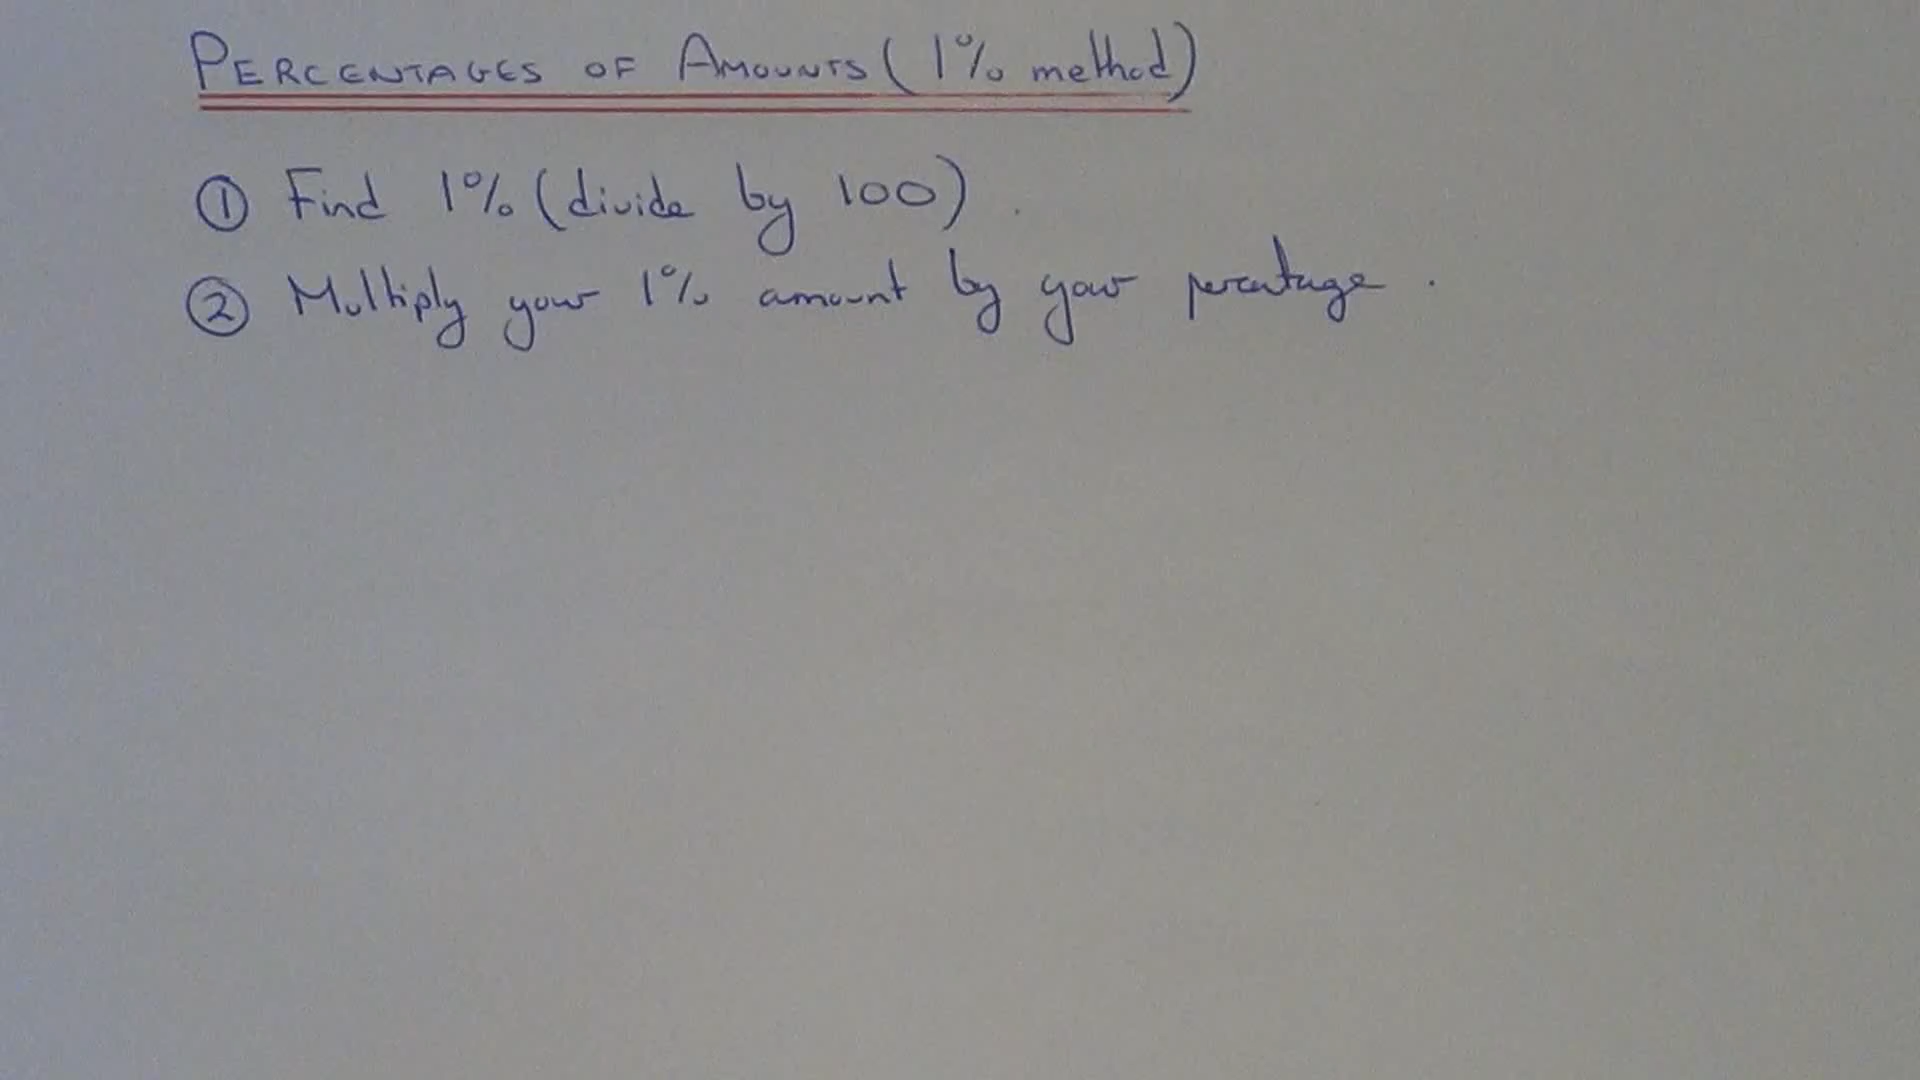 PERCENTAGES OF AMOUNTS (1% method)
① Find 1% (divide by 100).
② Multiply your 1% amount by your percentage.